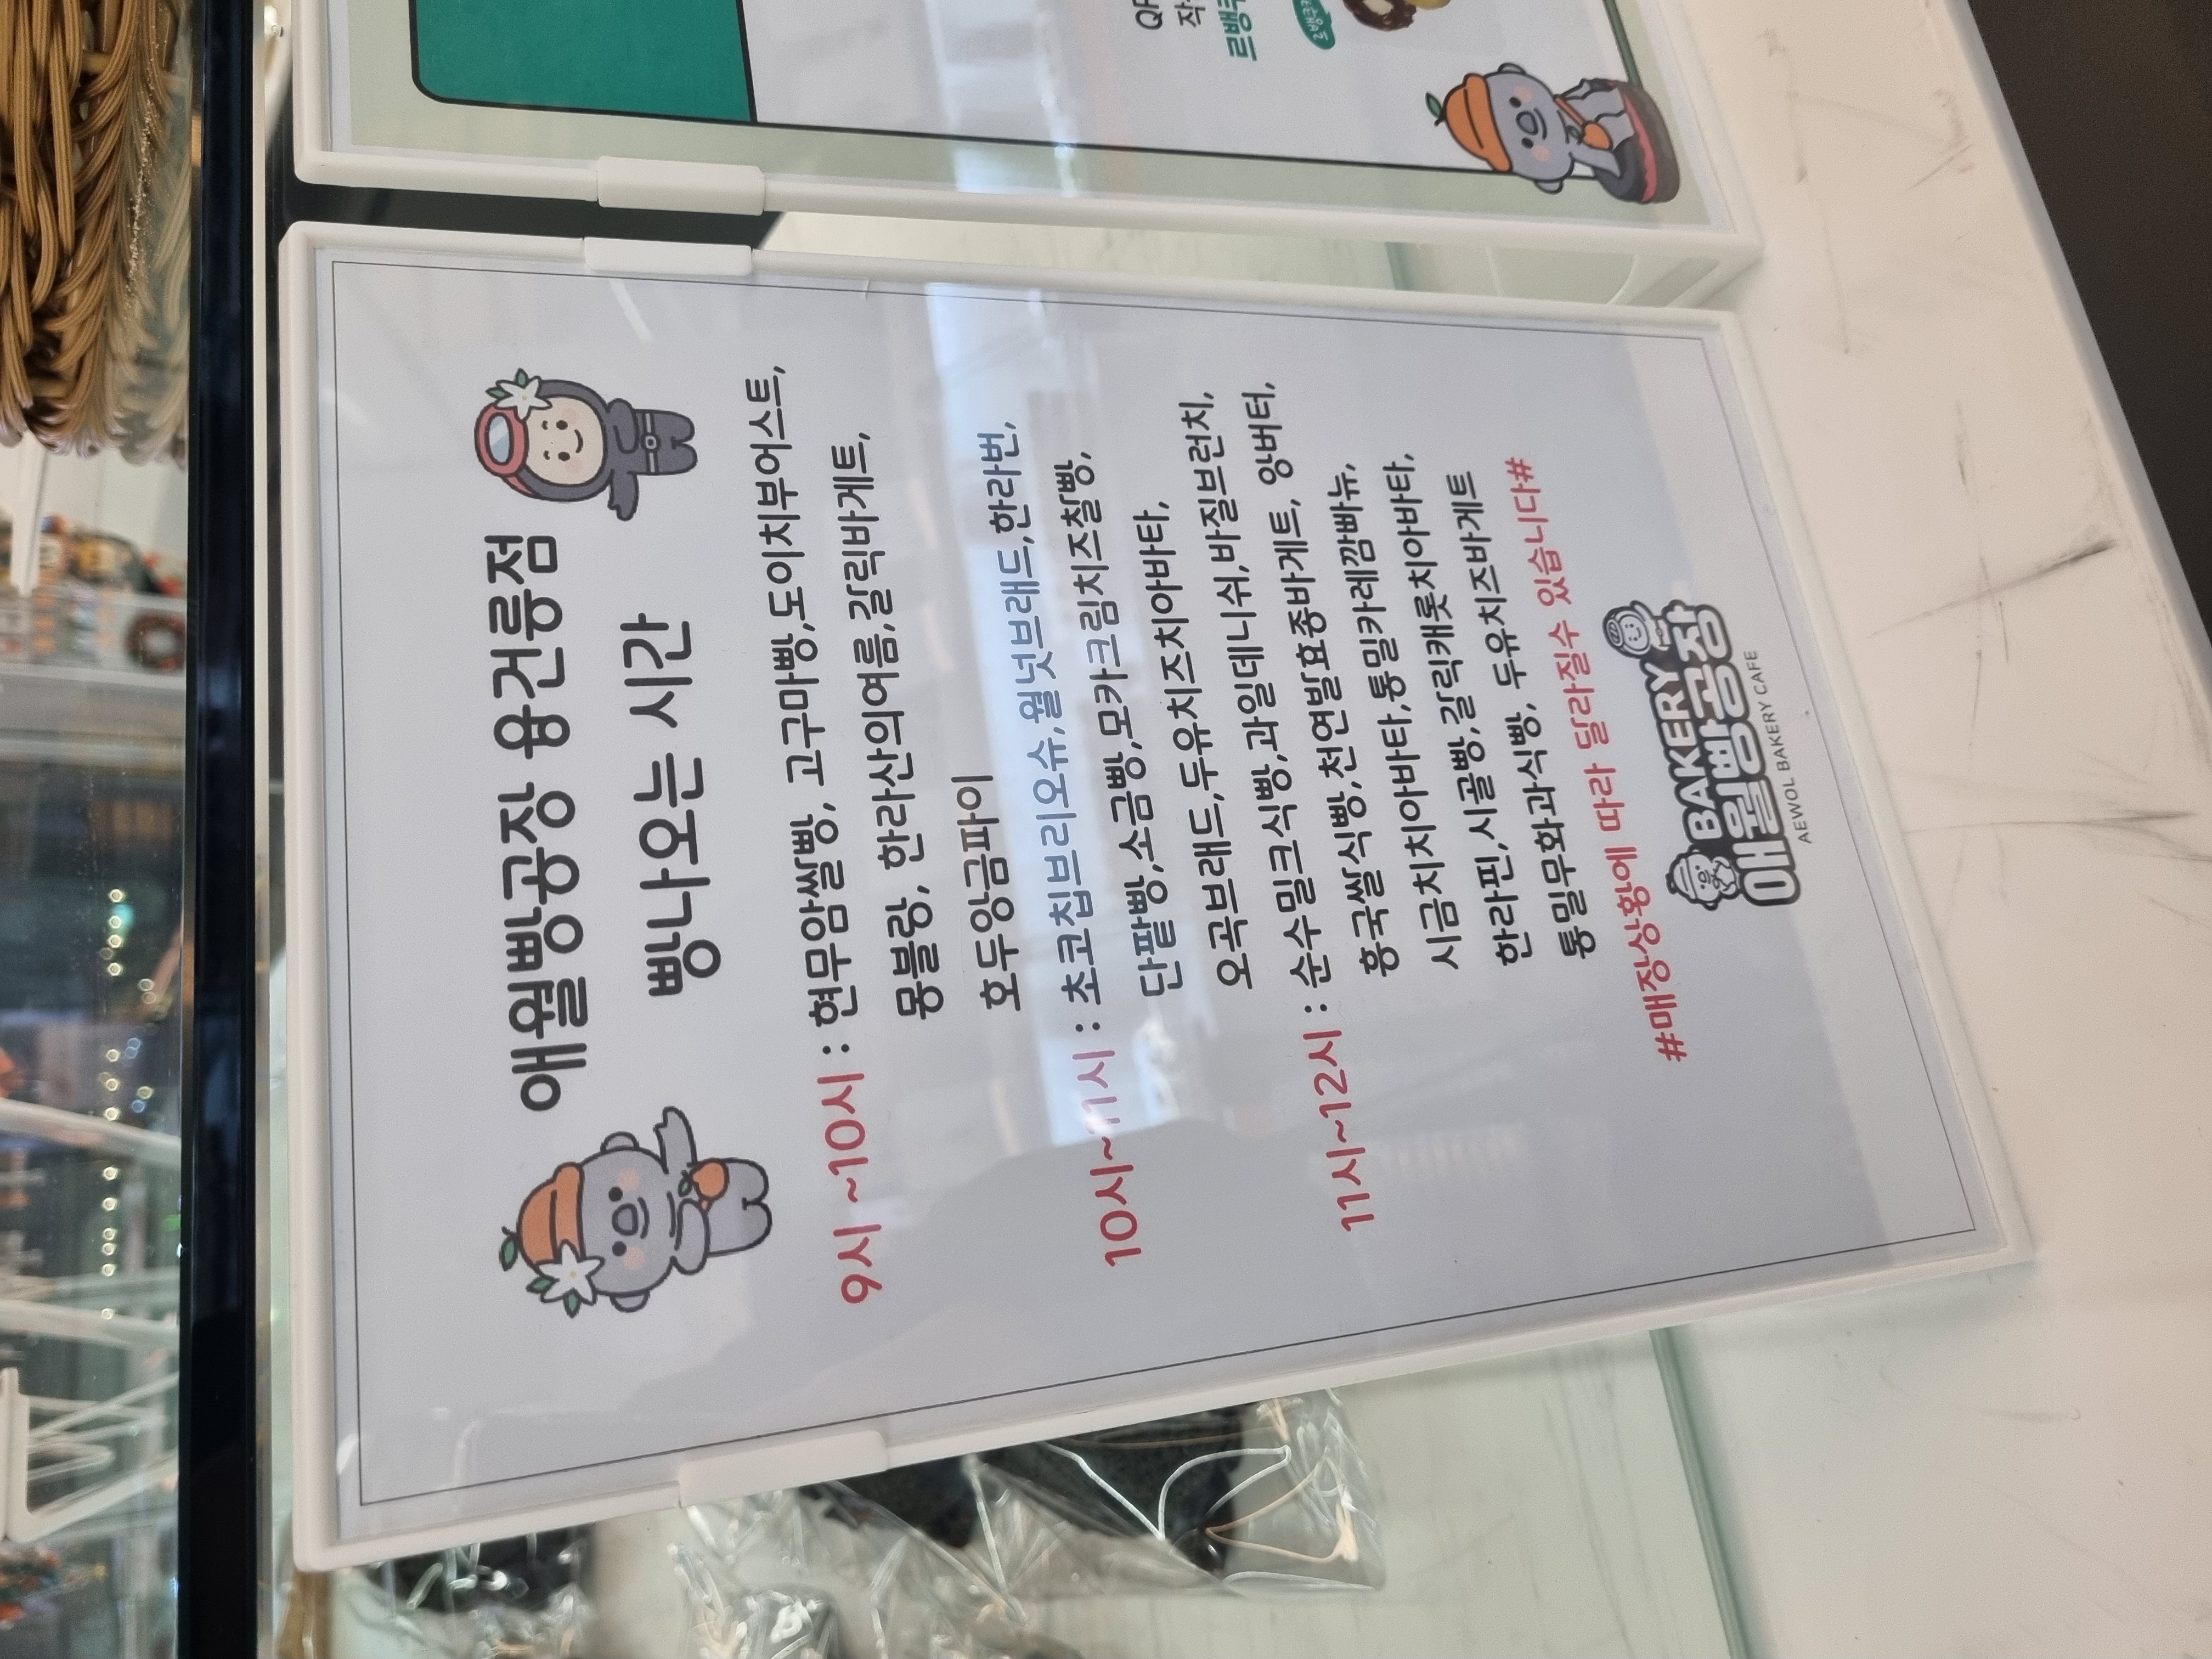 애월빵공장 용건릉점
빵나오는 시간
9시 ~10시 : 현무암쌀빵, 고구마빵,도이치부어스트,
몽블랑, 한라산의여름,갈릭바게트,
호두앙금파이
10시~11시 : 초코칩브리오슈,월넛브래드,한라번,
단팥빵,소금빵,모카크림치즈찰빵,
오곡브래드,두유치즈치아바타,
11시~12시 : 순수밀크식빵,과일데니쉬,바질브런치,
홍국쌀식빵,천연발효종바게트, 앙버터,
시금치치아바타,통밀카레깜빠뉴,
한라핀,시골빵,갈릭캐롯치아바타,
통밀무화과식빵, 두유치즈바게트
#매장상황에 따라 달라질수 있습니다#
BAKERY
애월빵공장
AEWOL BAKERY CAFE
르뱅쿠